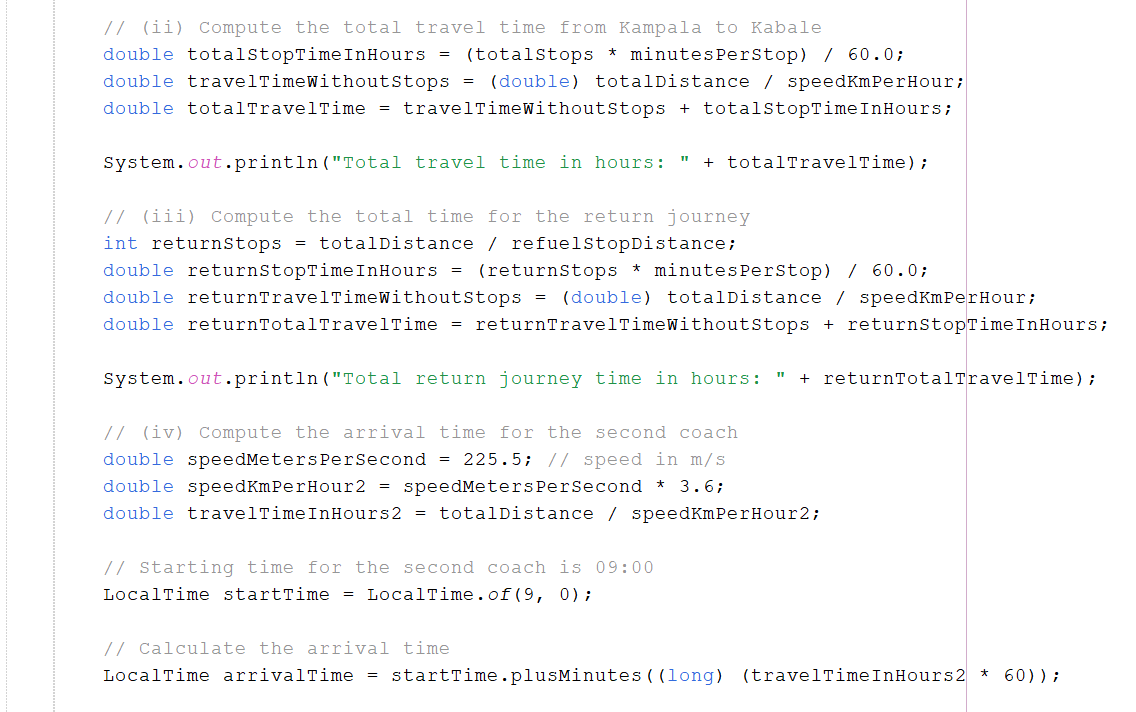 // (ii) Compute the total travel time from Kampala to Kabale
double totalStopTimeInHours = (totalStops * minutesPerStop) / 60.0;
double travelTimeWithoutStops = (double) totalDistance / speedKmPerHour;
double totalTravelTime = travelTimeWithoutStops + totalStopTimeInHours;
System.out.println("Total travel time in hours: " + totalTravelTime);
// (iii) Compute the total time for the return journey
int returnStops = totalDistance / refuelStopDistance;
double returnStopTimeInHours = (returnStops * minutesPerStop) / 60.0;
double returnTravelTimeWithoutStops = (double) totalDistance / speedKmPerHour;
double returnTotalTravelTime = returnTravelTimeWithoutStops + returnStopTimeInHours;
System.out.println("Total return journey time in hours: " + returnTotalTravelTime);
// (iv) Compute the arrival time for the second coach
double speedMetersPerSecond = 225.5; // speed in m/s
double speedKmPerHour2 = speedMetersPerSecond * 3.6;
double travelTimeInHours2 = totalDistance / speedKmPerHour2;
// Starting time for the second coach is 09:00
LocalTime startTime = LocalTime.of(9, 0);
// Calculate the arrival time
LocalTime arrivalTime = startTime.plusMinutes((long) (travelTimeInHours2 * 60));